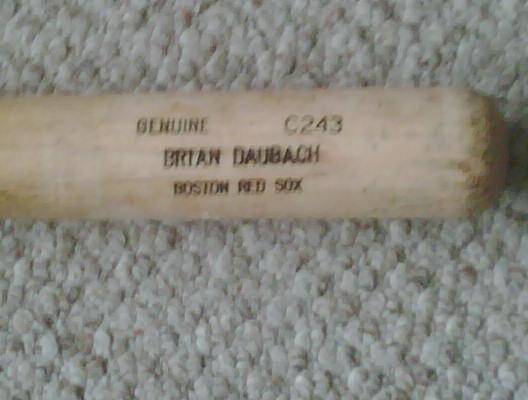 GENUINE C243
BRIAN DAUBACH
BOSTON RED SOX